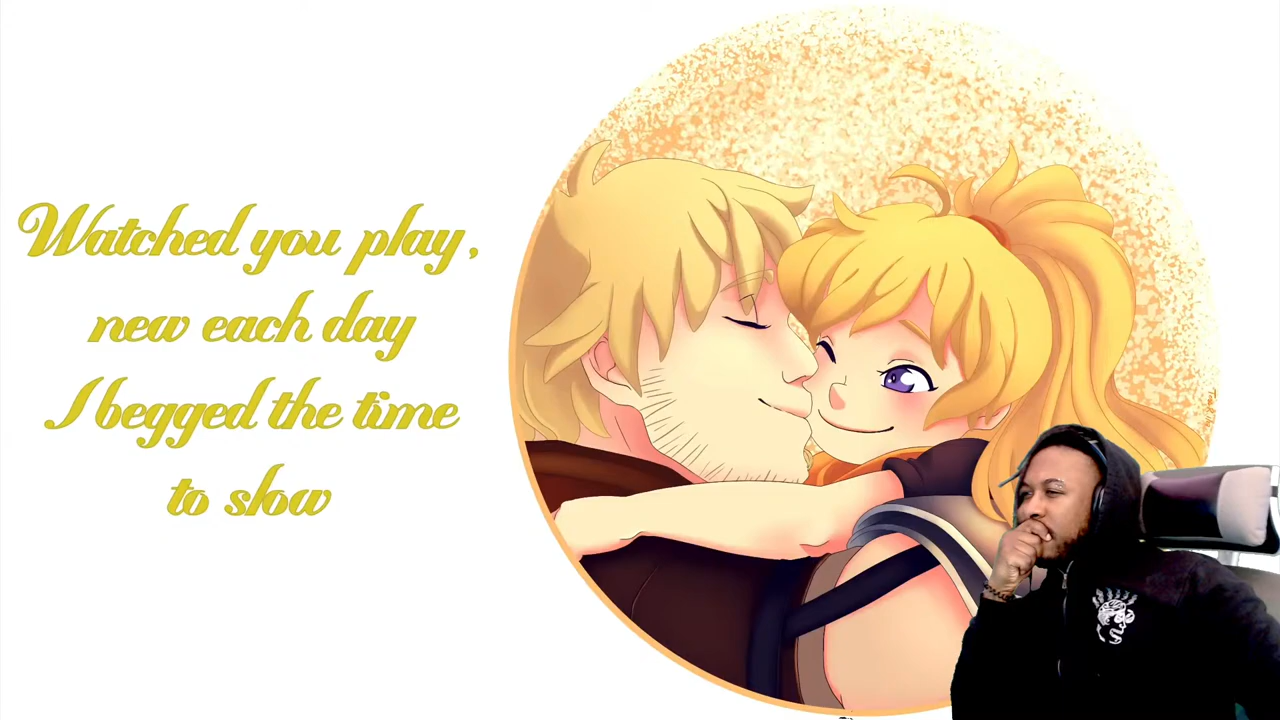 Watched you play,
new each day
I begged the time
to slow